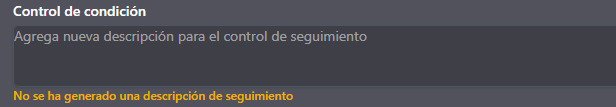 Control de condición
Agrega nueva descripción para el control de seguimiento
No se ha generado una descripción de seguimiento